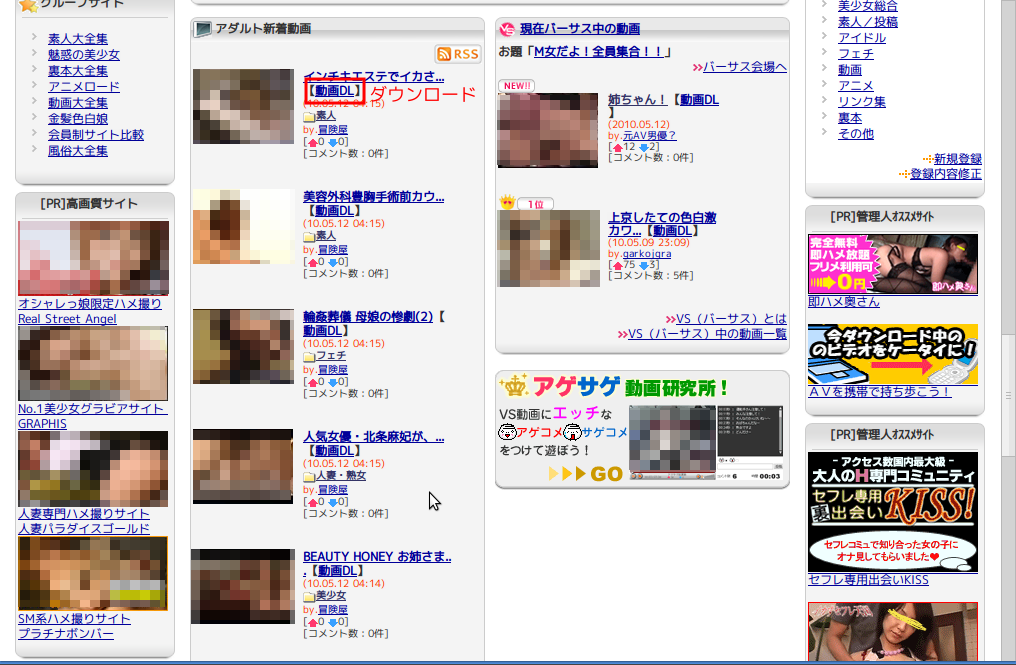 グループサイト
素人大全集
魅惑の美少女
裏本大全集
アニメロード
動画大全集
金髪色白娘
会員制サイト比較
風俗大全集
[PR]高画質サイト
オシャレっ娘限定ハメ撮り
Real Street Angel
No.1美少女グラビアサイト
GRAPHIS
人妻専門ハメ撮りサイト
人妻パラダイスゴールド
SM系ハメ撮りサイト
プラチナボンバー
アダルト新着動画
RSS
インチキエステでイカさ...
【動画DL】ダウンロード
(10.05.12 04:15)
素人
by.冒険屋
[0 0]
[コメント数：0件]
美容外科豊胸手術前カウ...
【動画DL】
(10.05.12 04:15)
素人
by.冒険屋
[0 0]
[コメント数：0件]
輪姦葬儀 母娘の惨劇(2)【
動画DL】
(10.05.12 04:15)
フェチ
by.冒険屋
[0 0]
[コメント数：0件]
人気女優・北条麻妃が、...
【動画DL】
(10.05.12 04:15)
人妻・熟女
by.冒険屋
[0 0]
[コメント数：0件]
BEAUTY HONEY お姉さま..
.【動画DL】
(10.05.12 04:14)
美少女
by.冒険屋
[0 0]
[コメント数：0件]
VS 現在バーサス中の動画
お題「M女だよ！全員集合！！」
バーサス会場へ
NEW!!
姉ちゃん！【動画DL
】
(2010.05.12)
by.元AV男優？
[12 2]
[コメント数：0件]
1位
上京したての色白激
カワ...【動画DL】
(10.05.09 23:09)
by.garkojgra
[75 3]
[コメント数：5件]
VS（バーサス）とは
VS（バーサス）中の動画一覧
アゲサゲ動画研究所！
VS動画にエッチな
アゲコメ サゲコメ
をつけて遊ぼう！
GO
6
00:03
美少女総合
素人／投稿
アイドル
フェチ
動画
アニメ
リンク集
裏本
その他
新規登録
登録内容修正
[PR]管理人ｵｽｽﾒｻｲﾄ
完全無料
即ハメ放題
プリメ利用可
0円
即ハメ奥さん
即ハメ奥さん
今ダウンロード中の
のビデオをケータイに！
ＡＶを携帯で持ち歩こう！
[PR]管理人ｵｽｽﾒｻｲﾄ
- アクセス数国内最大級 -
大人のH専門コミュニティ
セフレ専用
裏出会いKISS!
セフレコミュで知り合った女の子に
オナ見してもらいました♥
セフレ専用出会いKISS